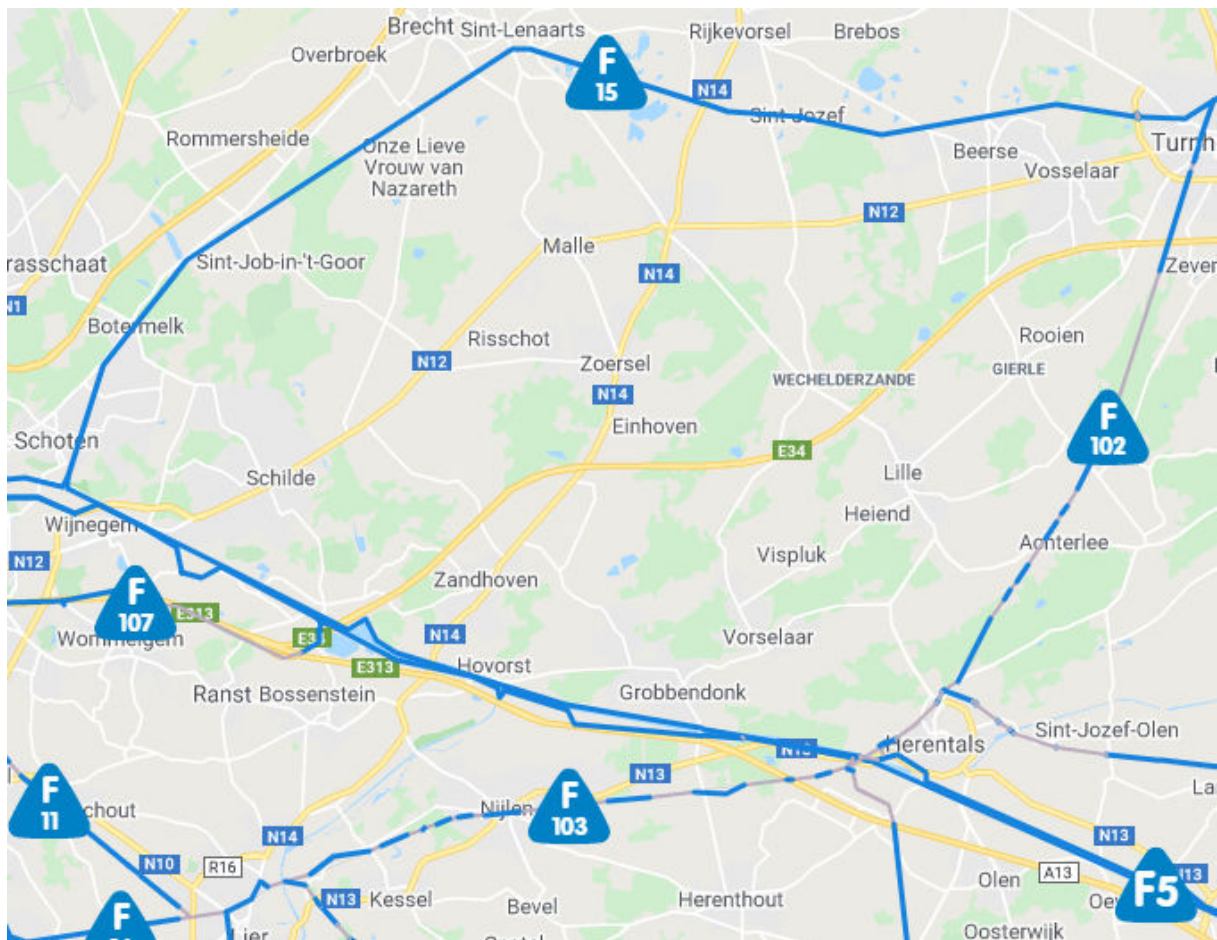 Brecht
Sint-Lenaarts
Rijkevorsel
Brebos
Overbroek
F
15
N14
Sint-Jozef
Rommersheide
Onze Lieve
Vrouw van
Nazareth
Beerse
Turnh
Vosselaar
N12
rasschaat
Sint-Job-in-'t-Goor
Malle
N14
Zever
N1
Botermelk
Risschot
Rooien
N12
Zoersel
WECHELDERZANDE
GIERLE
N14
F
102
Schoten
Einhoven
E34
Schilde
Lille
Wijnegem
Heiend
Achterlee
N12
Vispluk
Zandhoven
F
107
E313
Wommelgem
N14
Vorselaar
E313
Hovorst
Ranst
Bossenstein
Grobbendonk
Sint-Jozef-Olen
Herentals
N13
F
11
chout
Nijlen
F
103
La
N14
N10
R16
N13
N13
Kessel
Bevel
Herenthout
Olen
A13
F5
N13
Oe
F
Lier
Oosterwijk